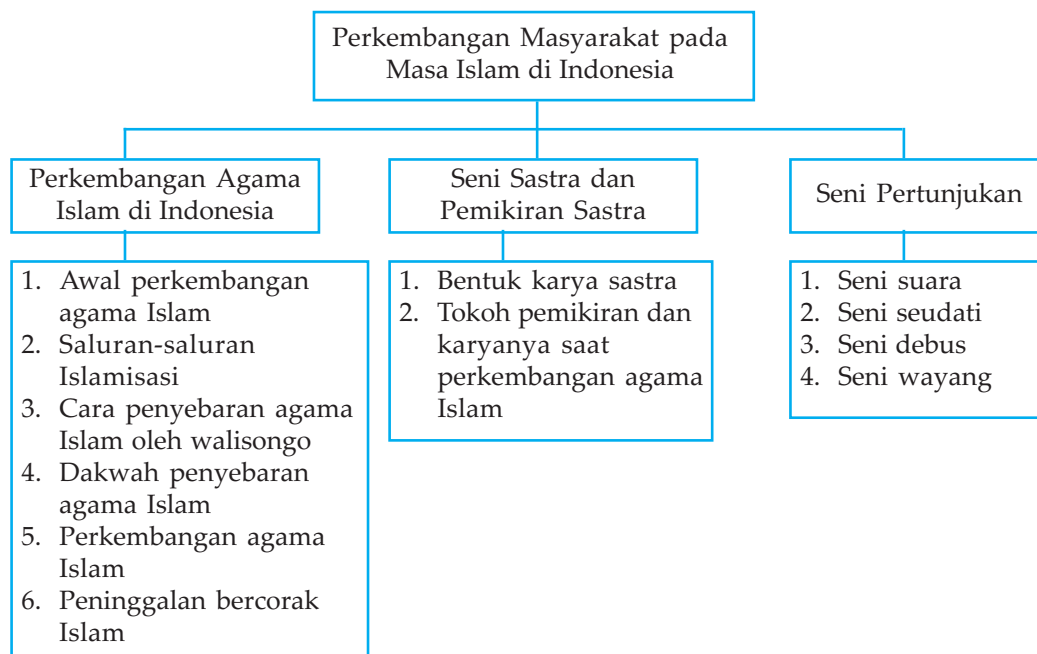 Perkembangan Masyarakat pada
Masa Islam di Indonesia
Perkembangan Agama
Islam di Indonesia
Seni Sastra dan
Pemikiran Sastra
Seni Pertunjukan
1. Awal perkembangan
agama Islam
2. Saluran-saluran
Islamisasi
3. Cara penyebaran agama
Islam oleh walisongo
4. Dakwah penyebaran
agama Islam
5. Perkembangan agama
Islam
6. Peninggalan bercorak
Islam
1. Bentuk karya sastra
2. Tokoh pemikiran dan
karyanya saat
perkembangan agama
Islam
1. Seni suara
2. Seni seudati
3. Seni debus
4. Seni wayang